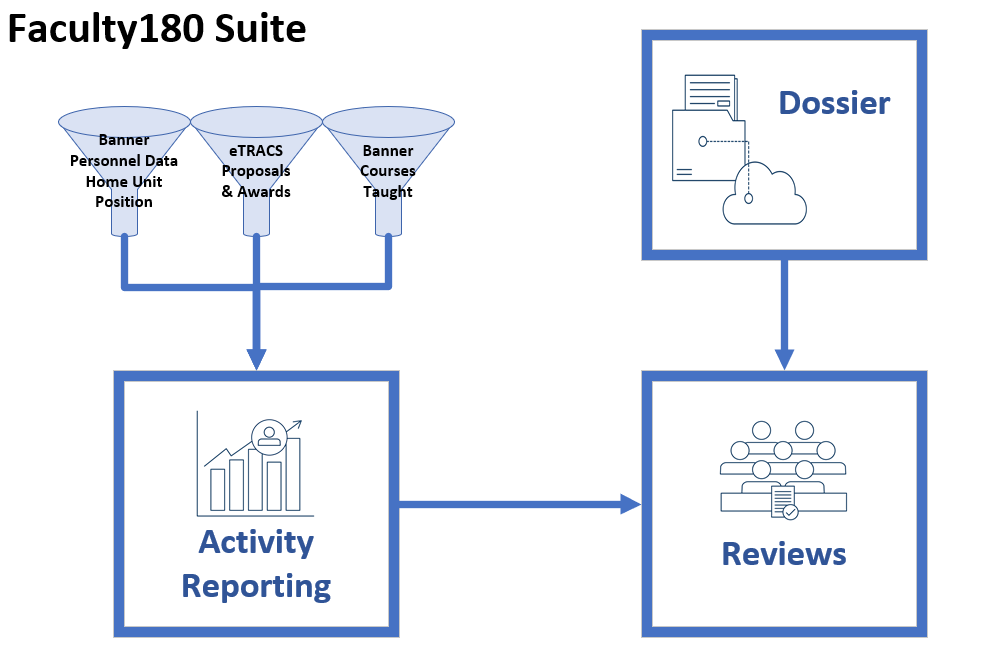 Faculty180 Suite
Banner
Personnel Data
Home Unit
Position
eTRACS
Proposals
& Awards
Banner
Courses
Taught
Dossier
Activity
Reporting
Reviews